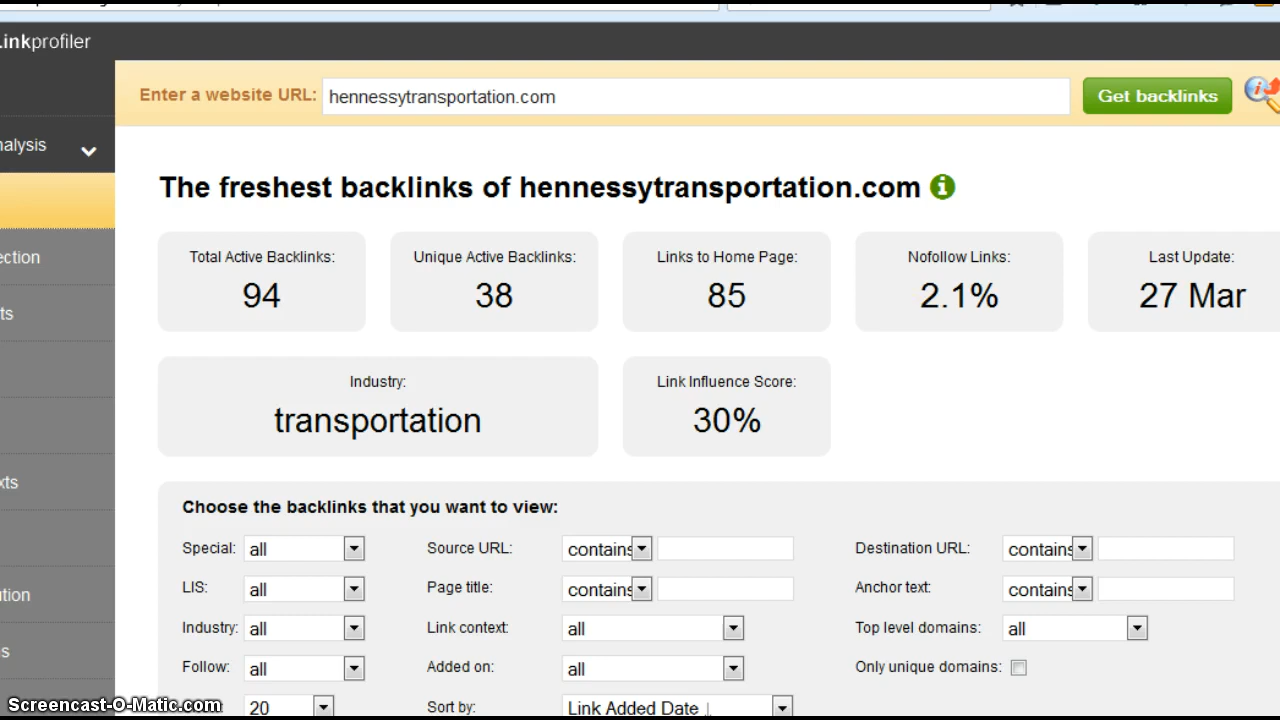 .inkprofiler
Enter a website URL: hennessytransportation.com Get backlinks
nalysis
The freshest backlinks of hennessytransportation.com
Total Active Backlinks: Unique Active Backlinks: Links to Home Page: Nofollow Links: Last Update:
94 38 85 2.1% 27 Mar
ection
ts
Industry: Link Influence Score:
transportation 30%
xts
Choose the backlinks that you want to view:
Special: all Source URL: contains Destination URL: contains
LIS: all Page title: contains Anchor text: contains
ution
Industry: all Link context: all Top level domains: all
s
Follow: all Added on: all Only unique domains:
20 Sort by: Link Added Date
Screencast-O-Matic.com